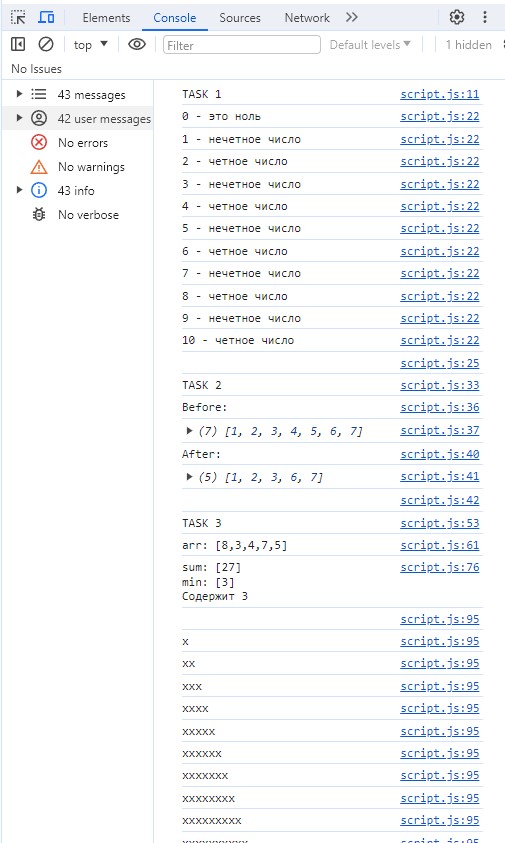 Elements Console Sources Network
top Filter Default levels 1 hidden
No Issues
43 messages
42 user messages
No errors
No warnings
43 info
No verbose
TASK 1 script.js:11
0 - это ноль script.js:22
1 - нечетное число script.js:22
2 - четное число script.js:22
3 - нечетное число script.js:22
4 - четное число script.js:22
5 - нечетное число script.js:22
6 - четное число script.js:22
7 - нечетное число script.js:22
8 - четное число script.js:22
9 - нечетное число script.js:22
10 - четное число script.js:22
script.js:25
TASK 2 script.js:33
Before: script.js:36
(7) [1, 2, 3, 4, 5, 6, 7] script.js:37
After: script.js:40
(5) [1, 2, 3, 6, 7] script.js:41
script.js:42
TASK 3 script.js:53
arr: [8,3,4,7,5] script.js:61
sum: [27] script.js:76
min: [3]
Содержит 3
script.js:95
x script.js:95
xx script.js:95
xxx script.js:95
xxxx script.js:95
xxxxx script.js:95
xxxxxx script.js:95
xxxxxxx script.js:95
xxxxxxxx script.js:95
xxxxxxxxx script.js:95